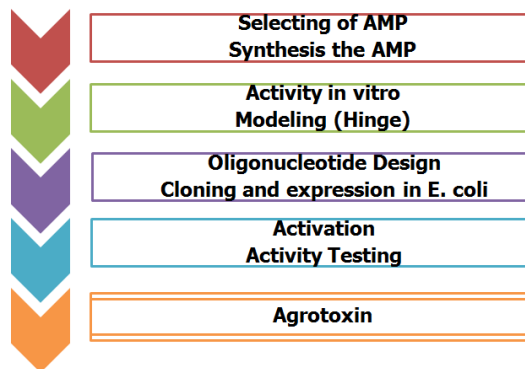 Selecting of AMP
Synthesis the AMP
Activity in vitro
Modeling (Hinge)
Oligonucleotide Design
Cloning and expression in E. coli
Activation
Activity Testing
Agrotoxin